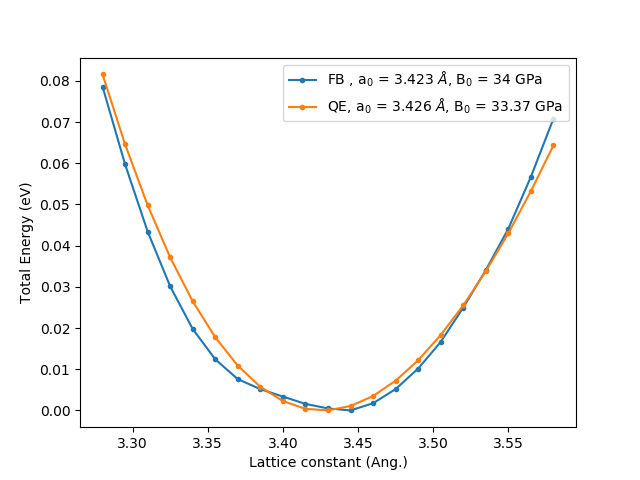 FB , a₀ = 3.423 Å, B₀ = 34 GPa
QE, a₀ = 3.426 Å, B₀ = 33.37 GPa
Total Energy (eV)
0.08
0.07
0.06
0.05
0.04
0.03
0.02
0.01
0.00
3.30 3.35 3.40 3.45 3.50 3.55
Lattice constant (Ang.)